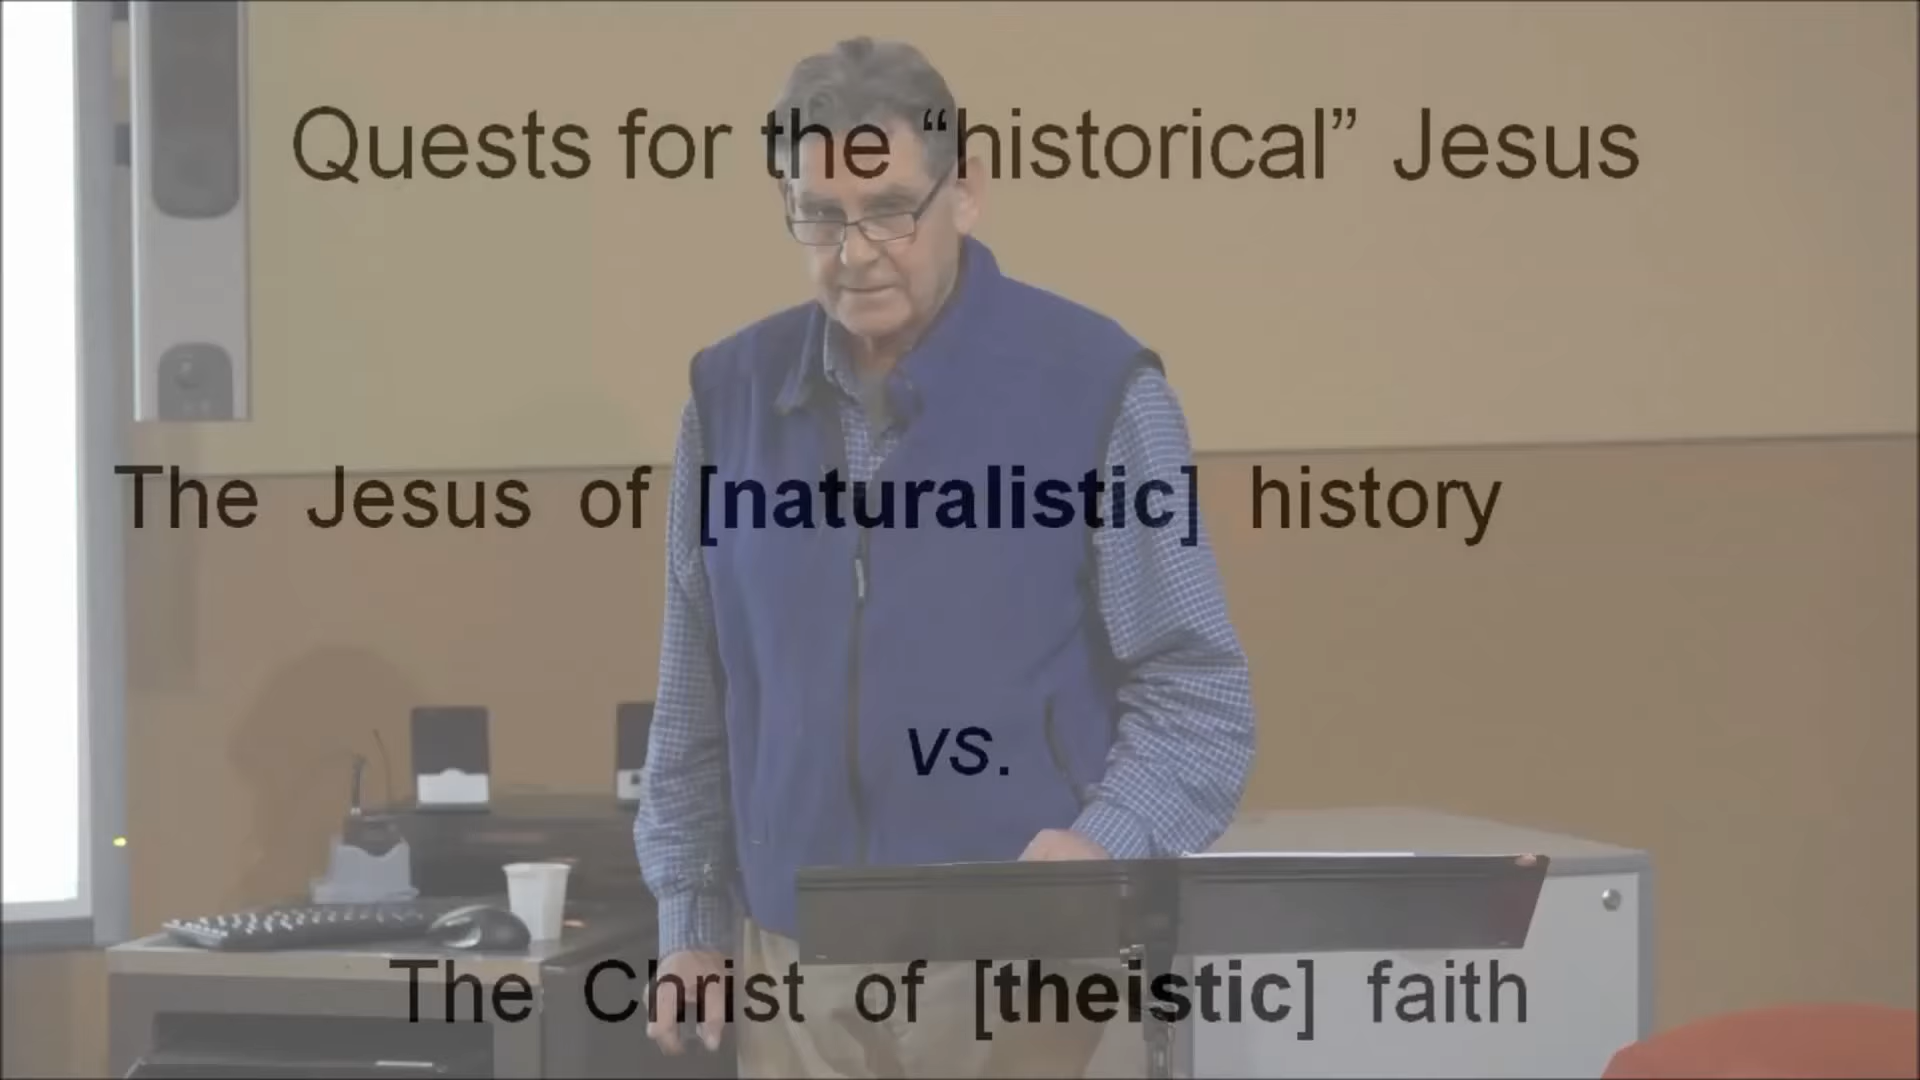 Quests for the “historical” Jesus
The Jesus of [naturalistic] history
vs.
The Christ of [theistic] faith